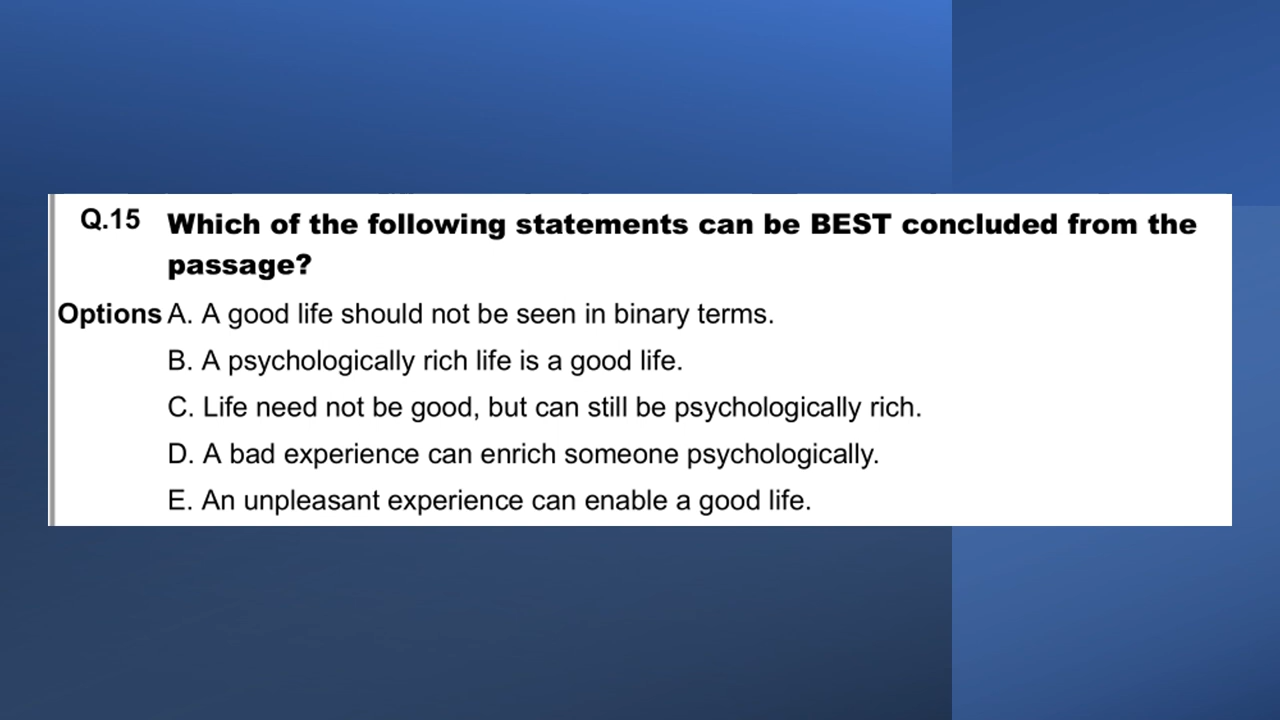 Q.15 Which of the following statements can be BEST concluded from the
passage?
Options A. A good life should not be seen in binary terms.
B. A psychologically rich life is a good life.
C. Life need not be good, but can still be psychologically rich.
D. A bad experience can enrich someone psychologically.
E. An unpleasant experience can enable a good life.